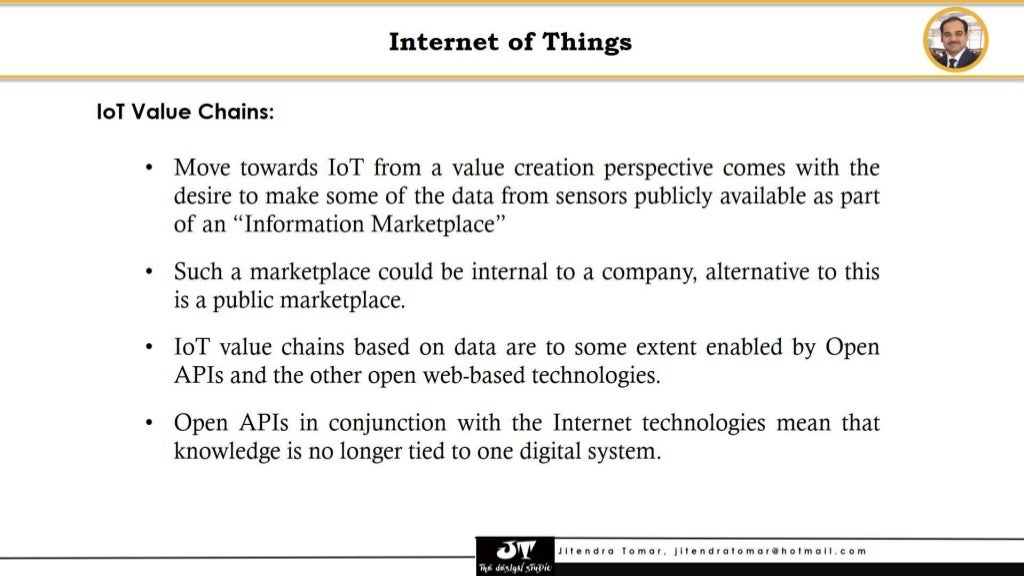 Internet of Things
IoT Value Chains:
• Move towards IoT from a value creation perspective comes with the
desire to make some of the data from sensors publicly available as part
of an “Information Marketplace”
• Such a marketplace could be internal to a company, alternative to this
is a public marketplace.
• IoT value chains based on data are to some extent enabled by Open
APIs and the other open web-based technologies.
• Open APIs in conjunction with the Internet technologies mean that
knowledge is no longer tied to one digital system.
JT
The design studio
Jitendra Tomar, jitendratomar@hotmail.com